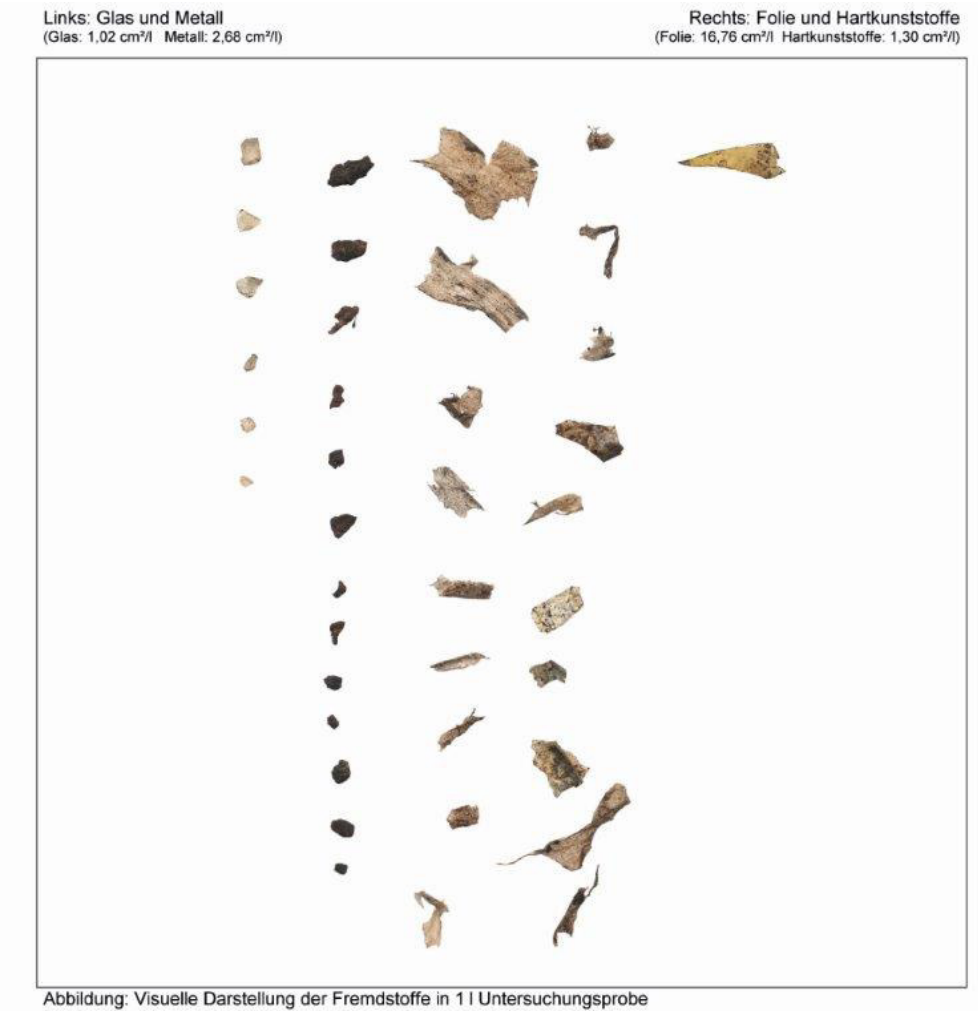 Links: Glas und Metall
(Glas: 1,02 cm²/l Metall: 2,68 cm²/l)
Rechts: Folie und Hartkunststoffe
(Folie: 16,76 cm²/l Hartkunststoffe: 1,30 cm²/l)
Abbildung: Visuelle Darstellung der Fremdstoffe in 1 l Untersuchungsprobe